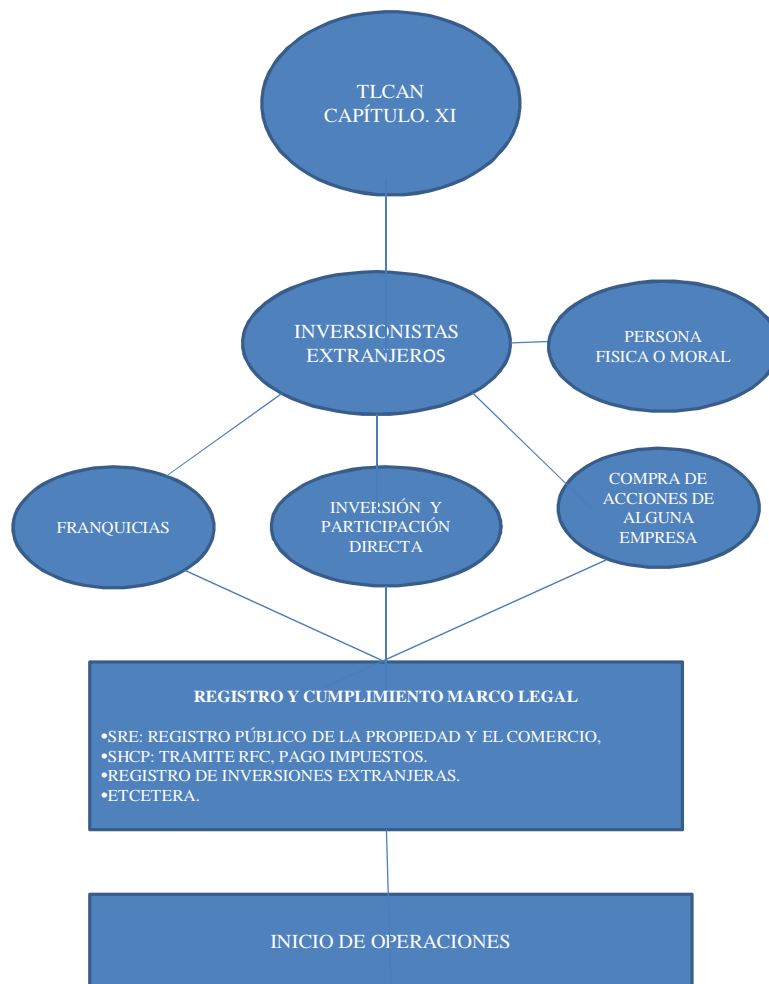 TLCAN
CAPÍTULO. XI
INVERSIONISTAS
EXTRANJEROS
PERSONA
FISICA O MORAL
FRANQUICIAS
INVERSIÓN Y
PARTICIPACIÓN
DIRECTA
COMPRA DE
ACCIONES DE
ALGUNA
EMPRESA
REGISTRO Y CUMPLIMIENTO MARCO LEGAL
•SRE: REGISTRO PÚBLICO DE LA PROPIEDAD Y EL COMERCIO,
•SHCP: TRAMITE RFC, PAGO IMPUESTOS.
•REGISTRO DE INVERSIONES EXTRANJERAS.
•ETCETERA.
INICIO DE OPERACIONES